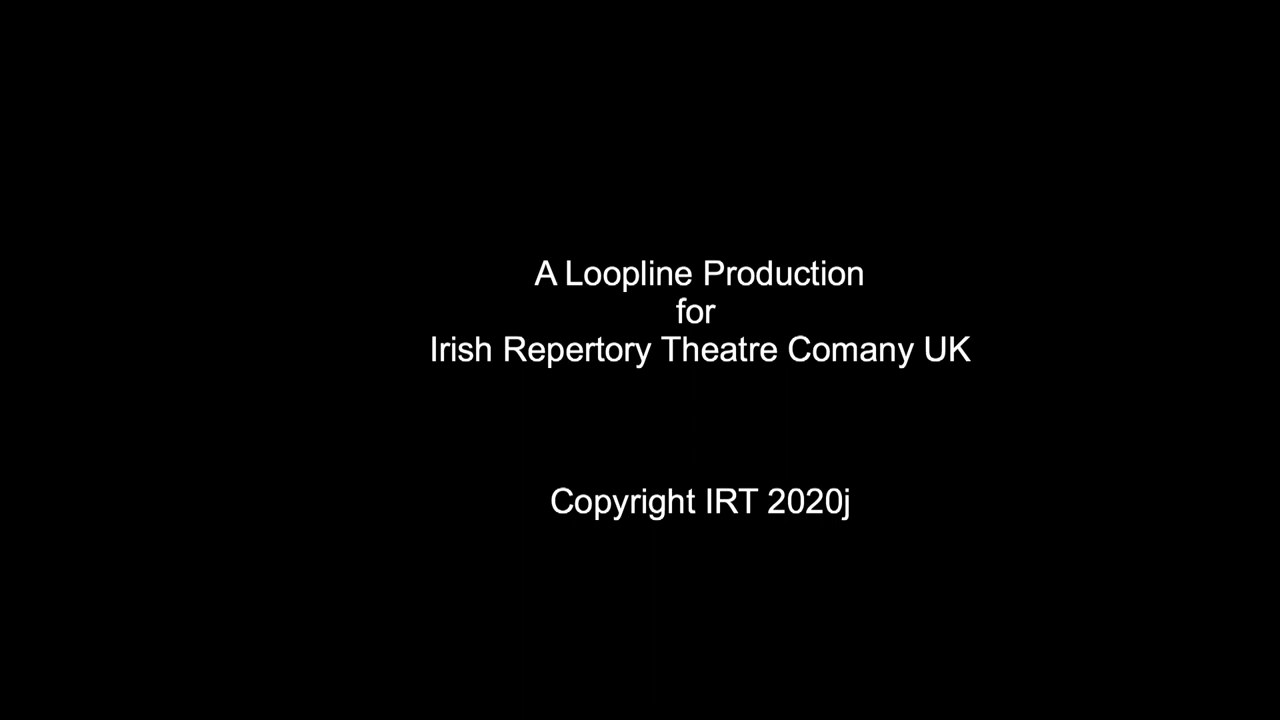 A Loopline Production
for
Irish Repertory Theatre Comany UK
Copyright IRT 2020j